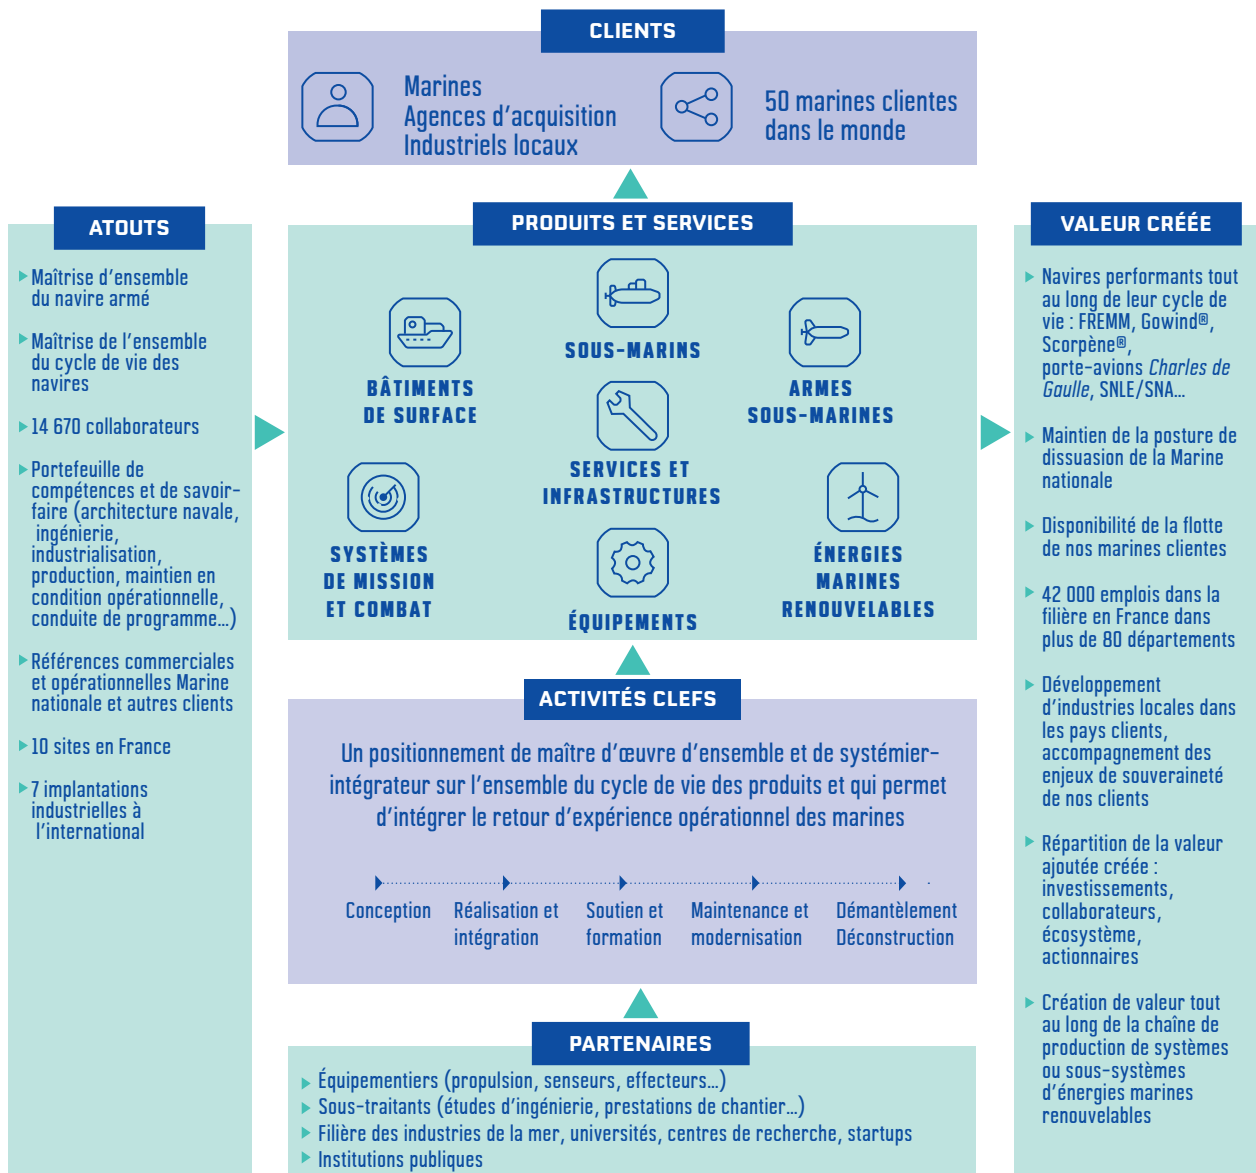 CLIENTS
Marines
Agences d'acquisition
Industriels locaux
50 marines clientes
dans le monde
ATOUTS
Maîtrise d'ensemble
du navire armé
Maîtrise de l'ensemble
du cycle de vie des
navires
14 670 collaborateurs
Portefeuille de
compétences et de savoir-
faire (architecture navale,
ingénierie,
industrialisation,
production, maintien en
condition opérationnelle,
conduite de programme…)
Références commerciales
et opérationnelles Marine
nationale et autres clients
10 sites en France
7 implantations
industrielles à
l'international
PRODUITS ET SERVICES
SOUS-MARINS
BÂTIMENTS
DE SURFACE
ARMES
SOUS-MARINES
SERVICES ET
INFRASTRUCTURES
SYSTÈMES
DE MISSION
ET COMBAT
ÉNERGIES
MARINES
RENOUVELABLES
ÉQUIPEMENTS
ACTIVITÉS CLEFS
Un positionnement de maître d'œuvre d'ensemble et de systémier-
intégrateur sur l'ensemble du cycle de vie des produits et qui permet
d'intégrer le retour d'expérience opérationnel des marines
Conception
Réalisation et
intégration
Soutien et
formation
Maintenance et
modernisation
Démantèlement
Déconstruction
PARTENAIRES
Équipementiers (propulsion, senseurs, effecteurs…)
Sous-traitants (études d'ingénierie, prestations de chantier…)
Filière des industries de la mer, universités, centres de recherche, startups
Institutions publiques
VALEUR CRÉÉE
Navires performants tout
au long de leur cycle de
vie : FREMM, Gowind®,
Scorpène®,
porte-avions Charles de
Gaulle, SNLE/SNA…
Maintien de la posture de
dissuasion de la Marine
nationale
Disponibilité de la flotte
de nos marines clientes
42 000 emplois dans la
filière en France dans
plus de 80 départements
Développement
d'industries locales dans
les pays clients,
accompagnement des
enjeux de souveraineté
de nos clients
Répartition de la valeur
ajoutée créée :
investissements,
collaborateurs,
écosystème,
actionnaires
Création de valeur tout
au long de la chaîne de
production de systèmes
ou sous-systèmes
d'énergies marines
renouvelables